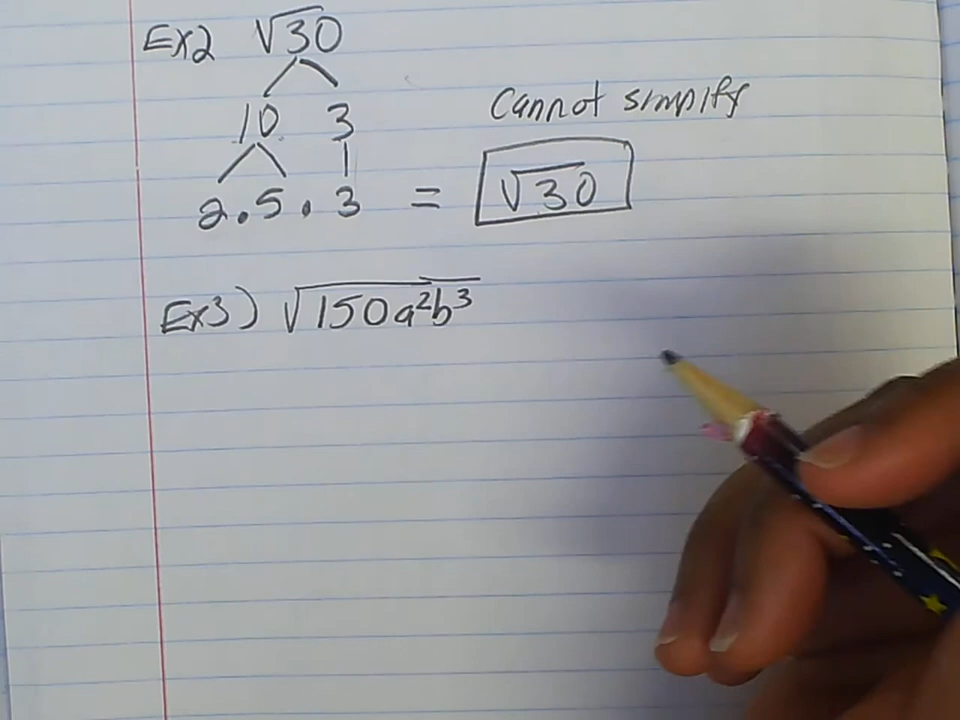 Ex2 √30
10 3
Cannot simplify
2.5.3 = √30
Ex3) √150a²b³